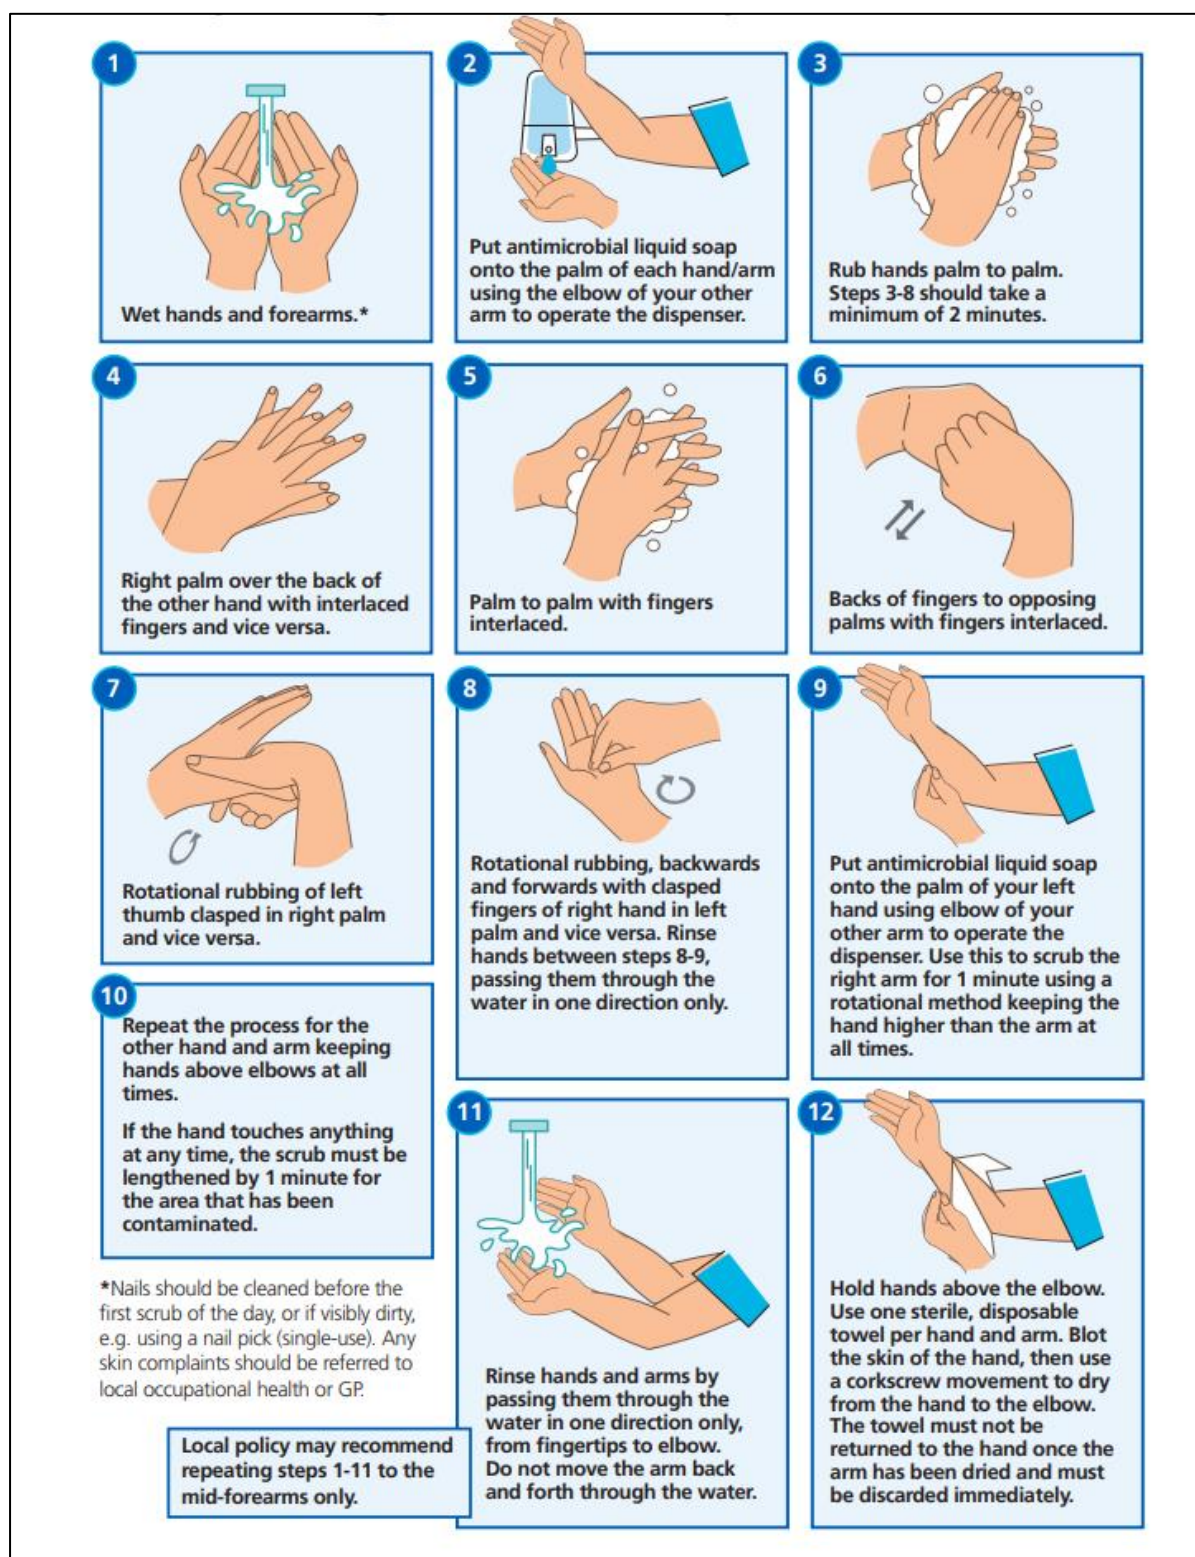 1
Wet hands and forearms.*
2
Put antimicrobial liquid soap
onto the palm of each hand/arm
using the elbow of your other
arm to operate the dispenser.
3
Rub hands palm to palm.
Steps 3-8 should take a
minimum of 2 minutes.
4
Right palm over the back of
the other hand with interlaced
fingers and vice versa.
5
Palm to palm with fingers
interlaced.
6
Backs of fingers to opposing
palms with fingers interlaced.
7
Rotational rubbing of left
thumb clasped in right palm
and vice versa.
8
Rotational rubbing, backwards
and forwards with clasped
fingers of right hand in left
palm and vice versa. Rinse
hands between steps 8-9,
passing them through the
water in one direction only.
9
Put antimicrobial liquid soap
onto the palm of your left
hand using elbow of your
other arm to operate the
dispenser. Use this to scrub the
right arm for 1 minute using a
rotational method keeping the
hand higher than the arm at
all times.
10
Repeat the process for the
other hand and arm keeping
hands above elbows at all
times.
If the hand touches anything
at any time, the scrub must be
lengthened by 1 minute for
the area that has been
contaminated.
11
Rinse hands and arms by
passing them through the
water in one direction only,
from fingertips to elbow.
Do not move the arm back
and forth through the water.
12
Hold hands above the elbow.
Use one sterile, disposable
towel per hand and arm. Blot
the skin of the hand, then use
a corkscrew movement to dry
from the hand to the elbow.
The towel must not be
returned to the hand once the
arm has been dried and must
be discarded immediately.
*Nails should be cleaned before the
first scrub of the day, or if visibly dirty,
e.g. using a nail pick (single-use). Any
skin complaints should be referred to
local occupational health or GP.
Local policy may recommend
repeating steps 1-11 to the
mid-forearms only.